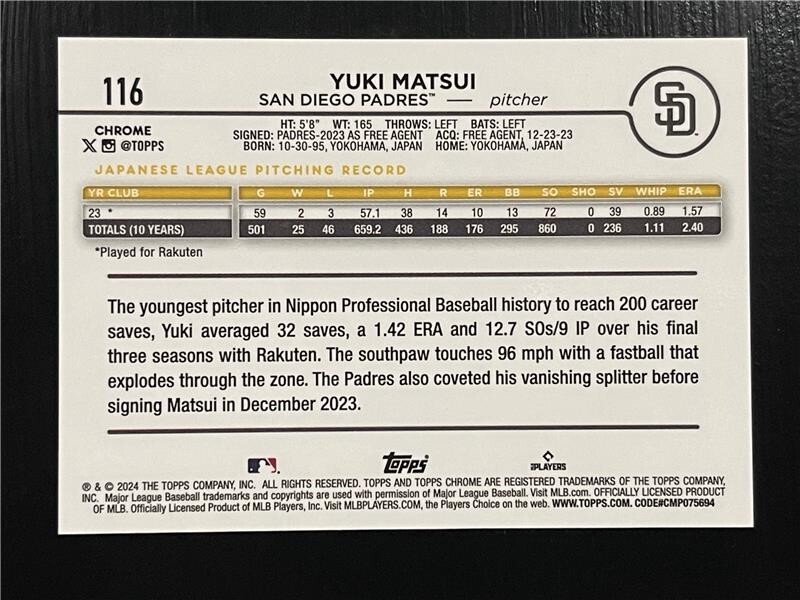 116
YUKI MATSUI
SAN DIEGO PADRES™ — pitcher
SD
CHROME
X @TOPPS
HT: 5'8" WT: 165 THROWS: LEFT BATS: LEFT
SIGNED: PADRES-2023 AS FREE AGENT ACQ: FREE AGENT, 12-23-23
BORN: 10-30-95, YOKOHAMA, JAPAN HOME: YOKOHAMA, JAPAN
JAPANESE LEAGUE PITCHING RECORD
YR CLUB G W L IP H R ER BB SO SHO SV WHIP ERA
23 * 59 2 3 57.1 38 14 10 13 72 0 39 0.89 1.57
TOTALS (10 YEARS) 501 25 46 659.2 436 188 176 295 860 0 236 1.11 2.40
*Played for Rakuten
The youngest pitcher in Nippon Professional Baseball history to reach 200 career
saves, Yuki averaged 32 saves, a 1.42 ERA and 12.7 SOs/9 IP over his final
three seasons with Rakuten. The southpaw touches 96 mph with a fastball that
explodes through the zone. The Padres also coveted his vanishing splitter before
signing Matsui in December 2023.
topps
PLAYERS
® & © 2024 THE TOPPS COMPANY, INC. ALL RIGHTS RESERVED. TOPPS AND TOPPS CHROME ARE REGISTERED TRADEMARKS OF THE TOPPS COMPANY,
INC. Major League Baseball trademarks and copyrights are used with permission of Major League Baseball. Visit MLB.com. OFFICIALLY LICENSED PRODUCT
OF MLB. Officially Licensed Product of MLB Players, Inc. Visit MLBPLAYERS.COM, the Players Choice on the web. WWW.TOPPS.COM. CODE#CMP075694